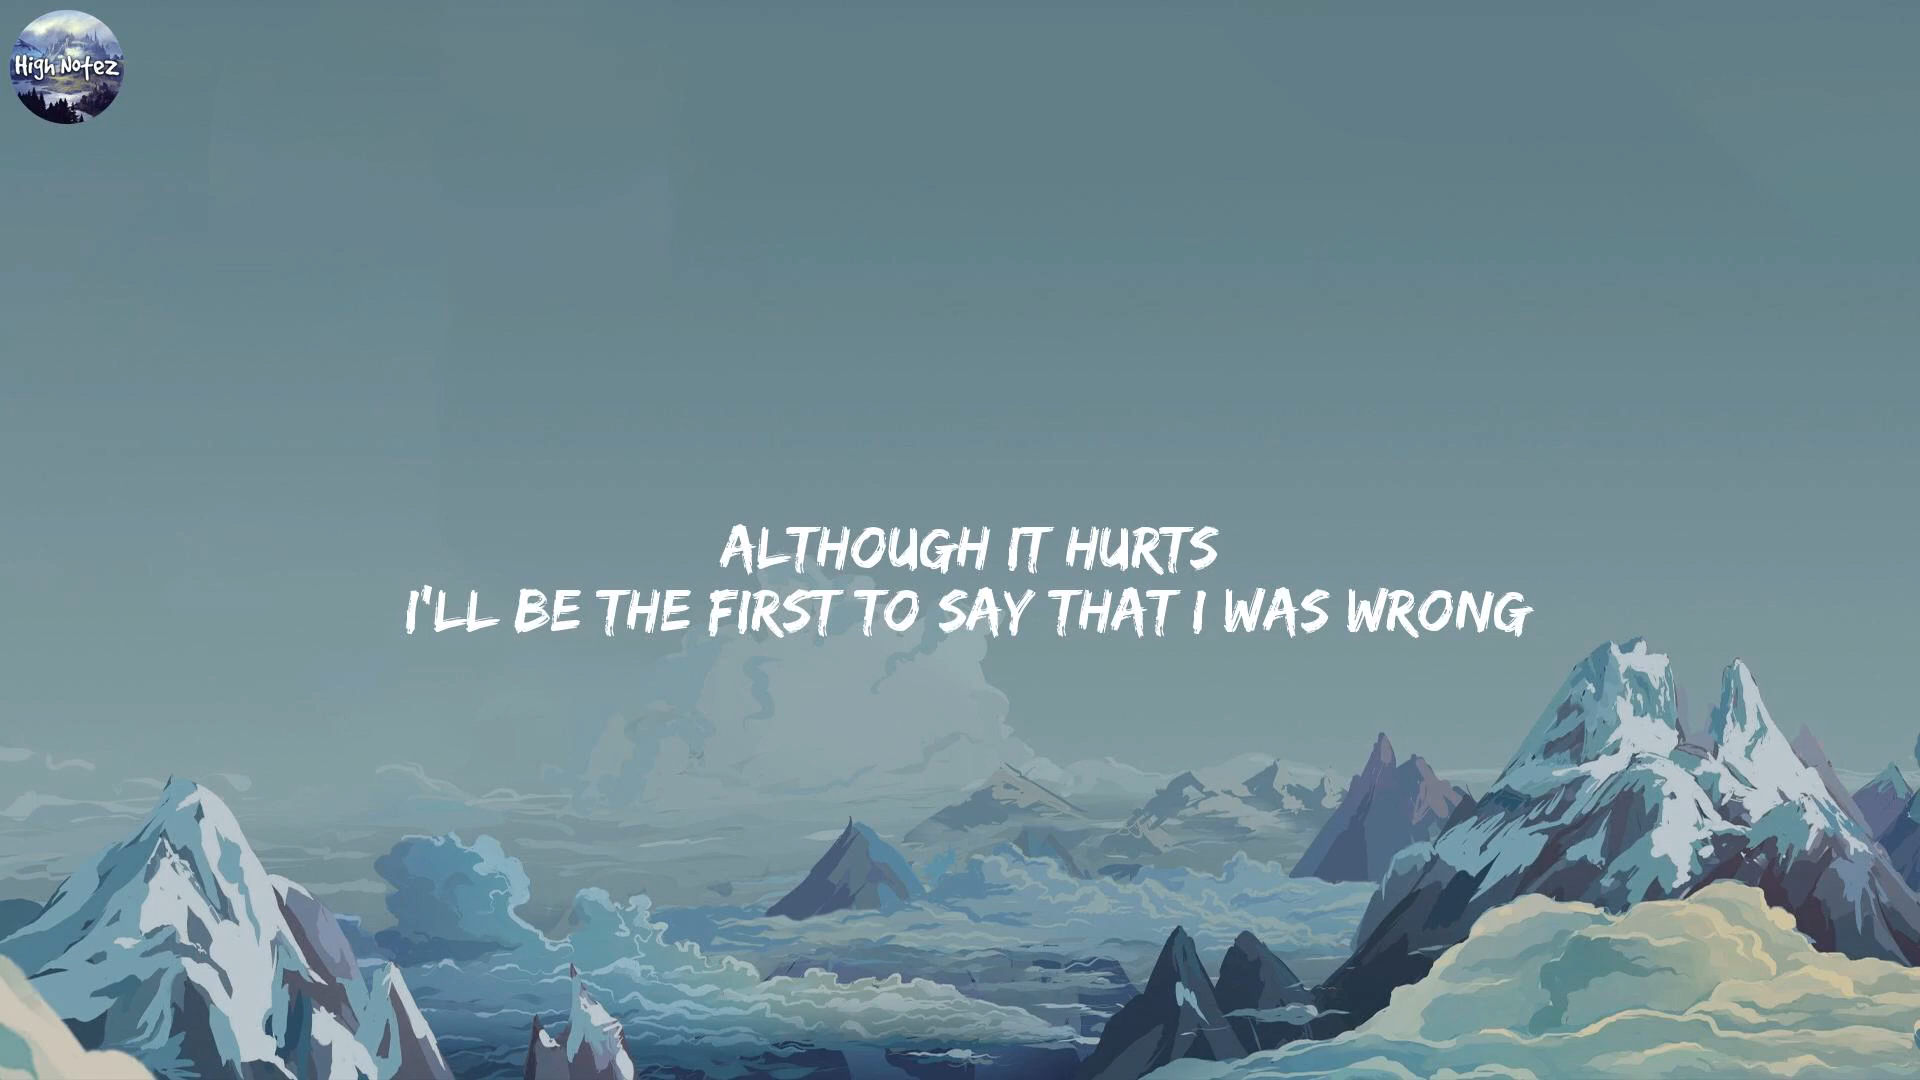 High Notez
ALTHOUGH IT HURTS
I'LL BE THE FIRST TO SAY THAT I WAS WRONG